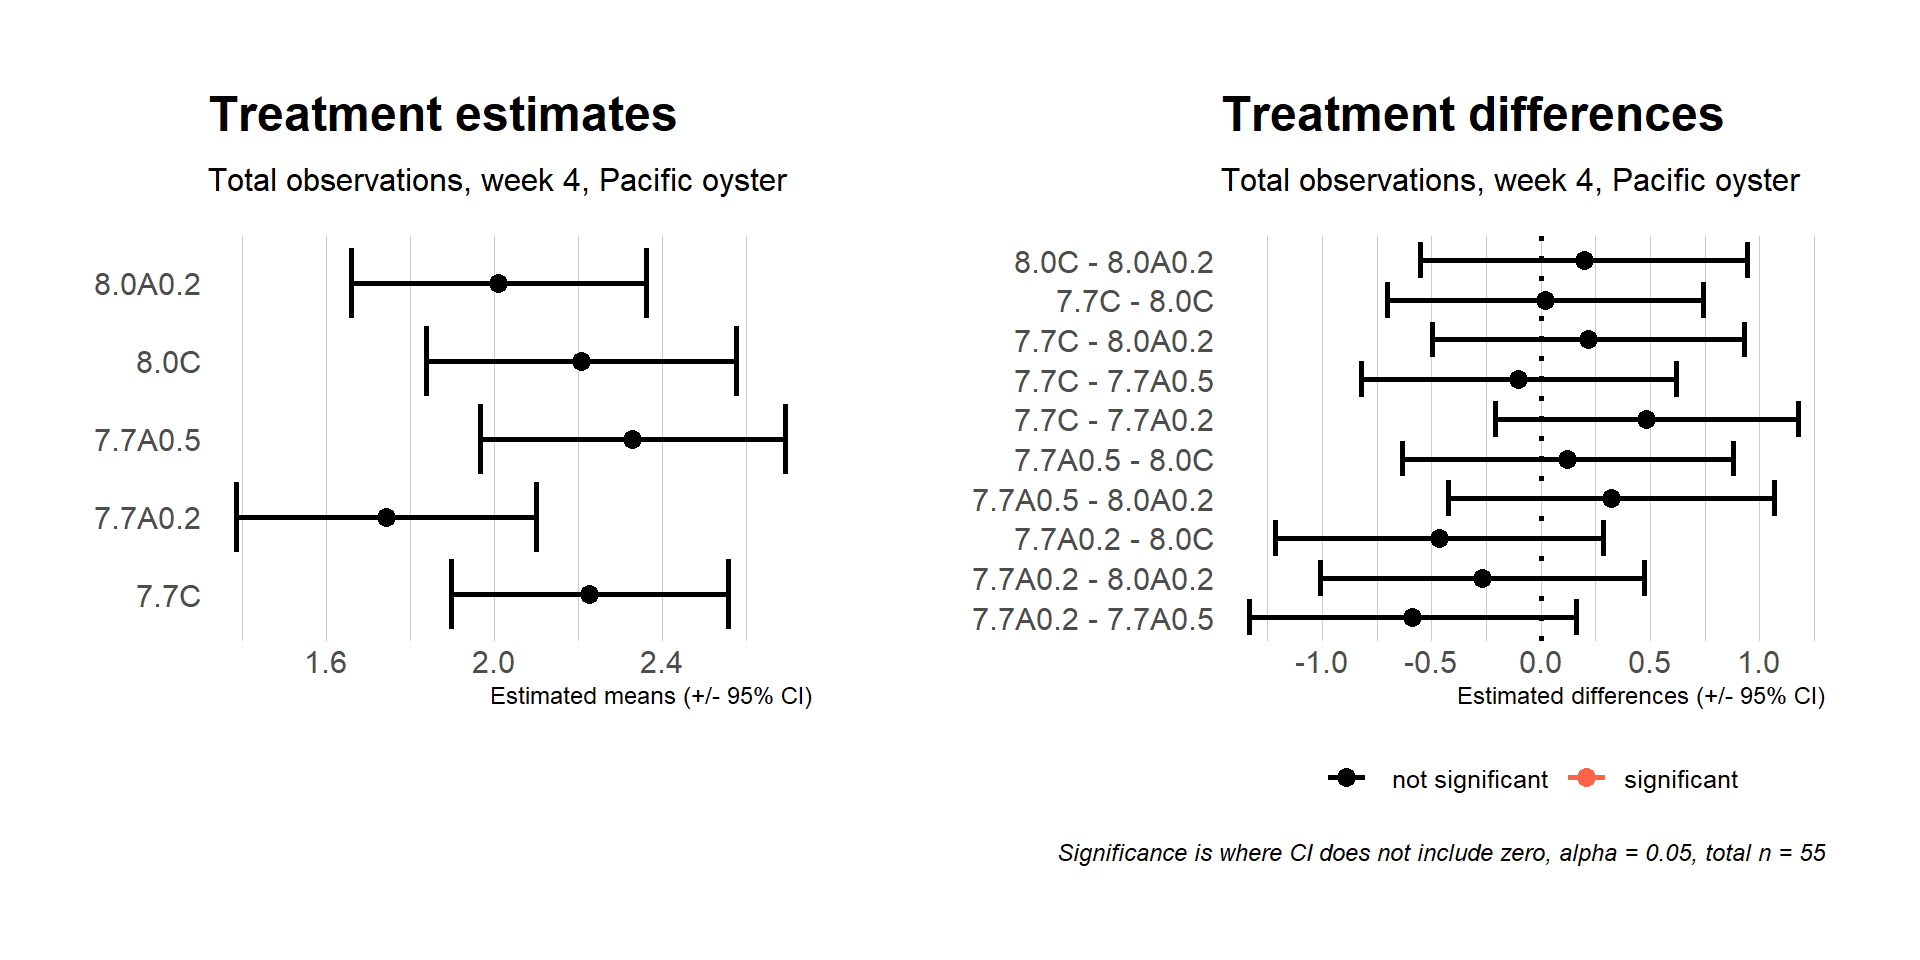 Treatment estimates
Total observations, week 4, Pacific oyster
8.0A0.2
8.0C
7.7A0.5
7.7A0.2
7.7C
1.6 2.0 2.4
Estimated means (+/- 95% CI)
Treatment differences
Total observations, week 4, Pacific oyster
8.0C - 8.0A0.2
7.7C - 8.0C
7.7C - 8.0A0.2
7.7C - 7.7A0.5
7.7C - 7.7A0.2
7.7A0.5 - 8.0C
7.7A0.5 - 8.0A0.2
7.7A0.2 - 8.0C
7.7A0.2 - 8.0A0.2
7.7A0.2 - 7.7A0.5
-1.0 -0.5 0.0 0.5 1.0
Estimated differences (+/- 95% CI)
not significant significant
Significance is where CI does not include zero, alpha = 0.05, total n = 55